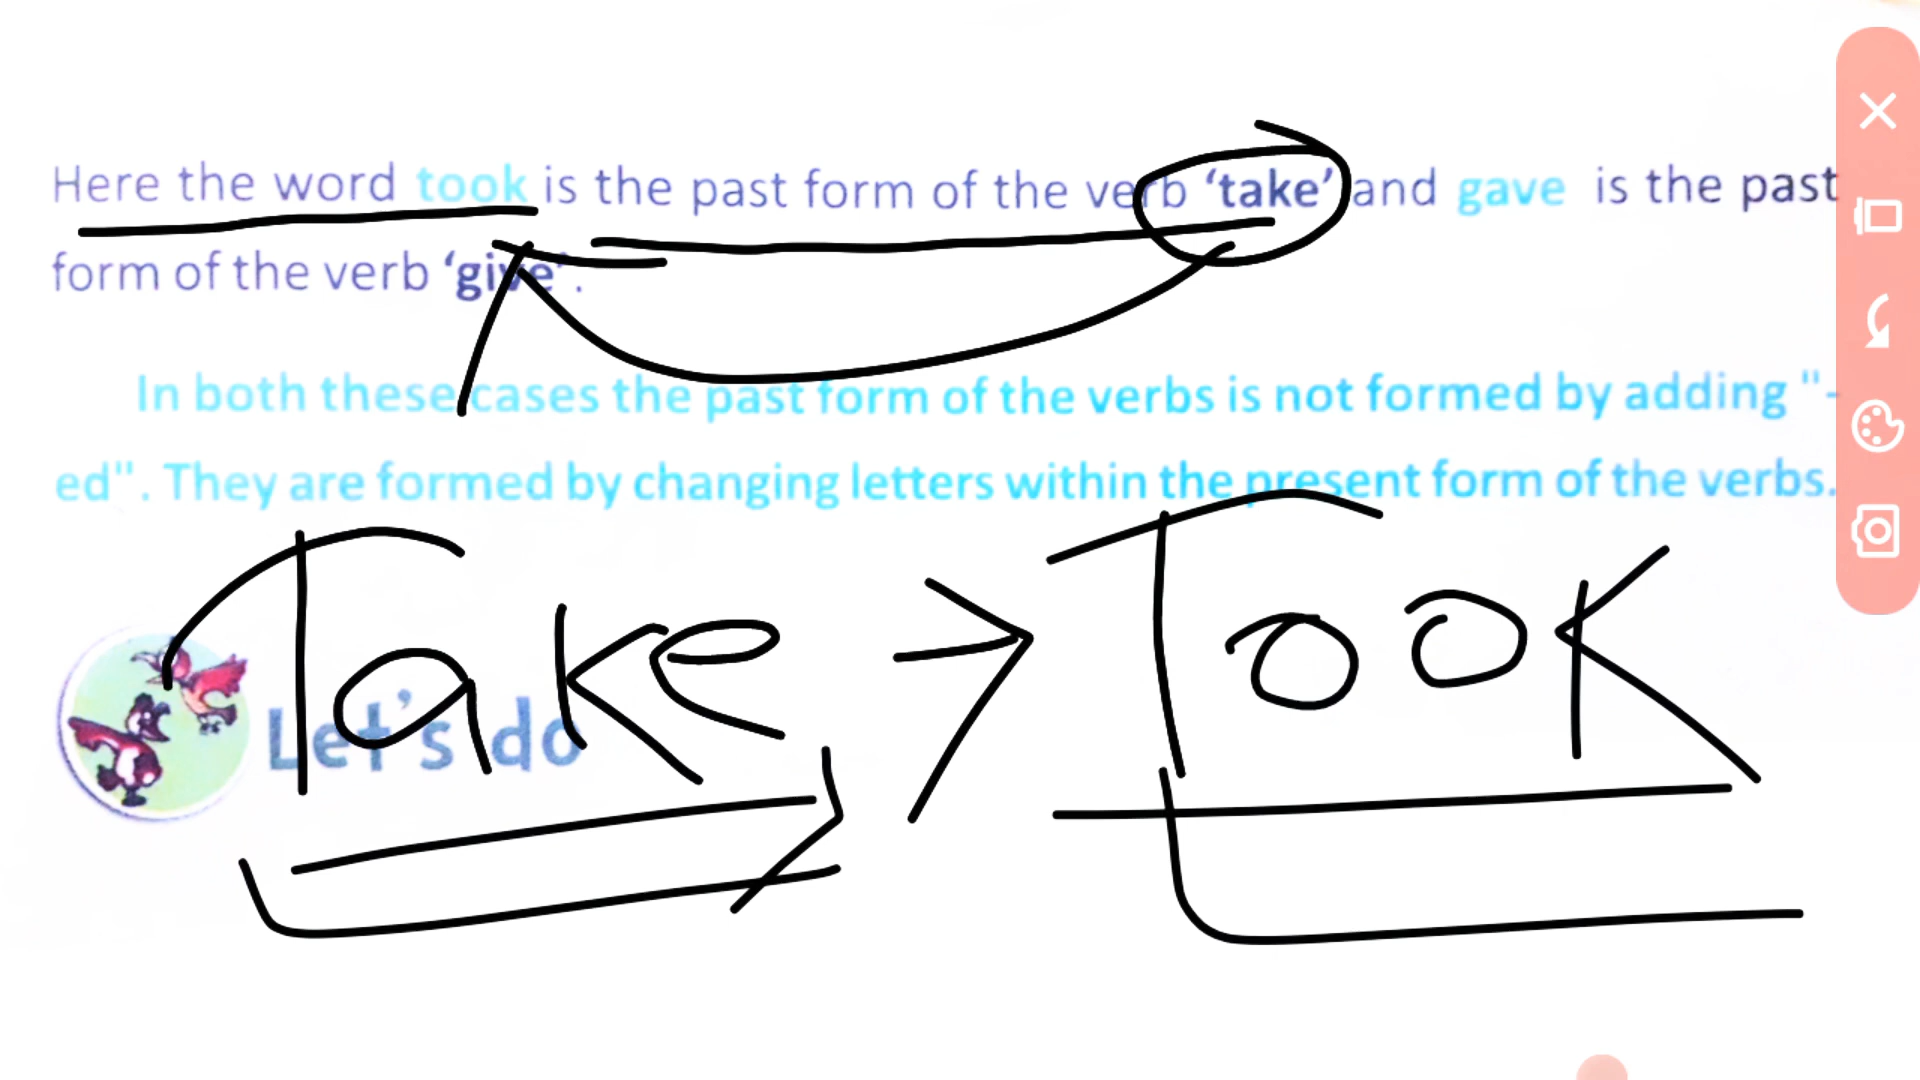 Here the word took is the past form of the verb ‘take’ and gave is the past
form of the verb ‘give’.
In both these cases the past form of the verbs is not formed by adding "-
ed". They are formed by changing letters within the present form of the verbs.
Take → Took
Let's do